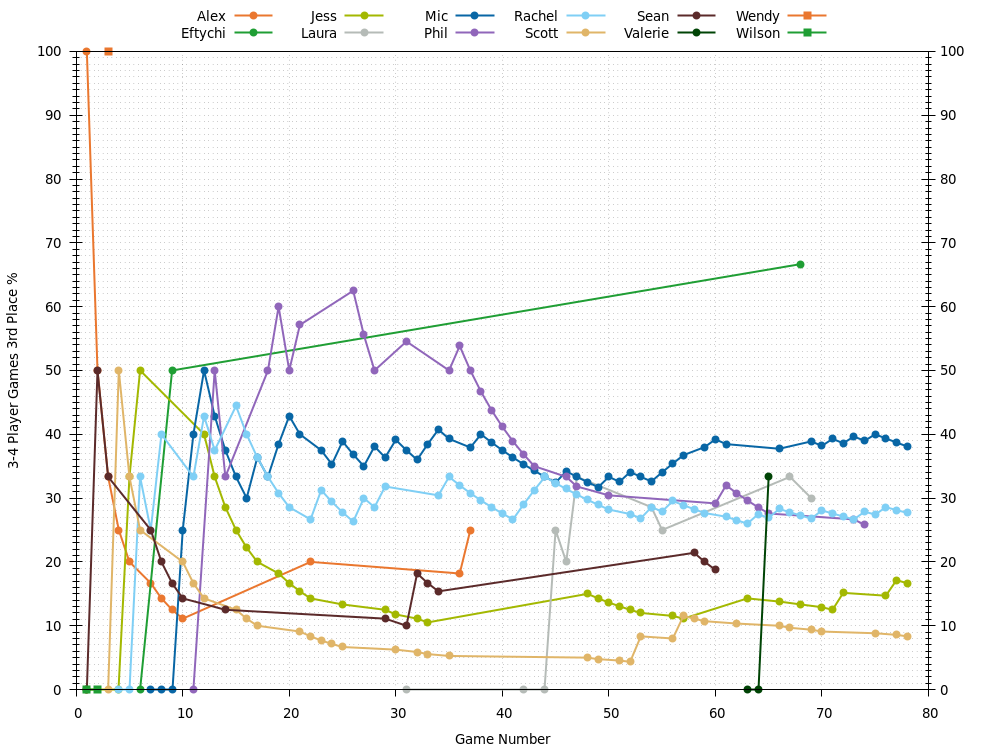 Alex Jess Mic Rachel Sean Wendy
Eftychi Laura Phil Scott Valerie Wilson
100 100
90 90
80 80
70 70
60 60
50 50
40 40
30 30
20 20
10 10
0 0
0 10 20 30 40 50 60 70 80
3-4 Player Games 3rd Place %
Game Number